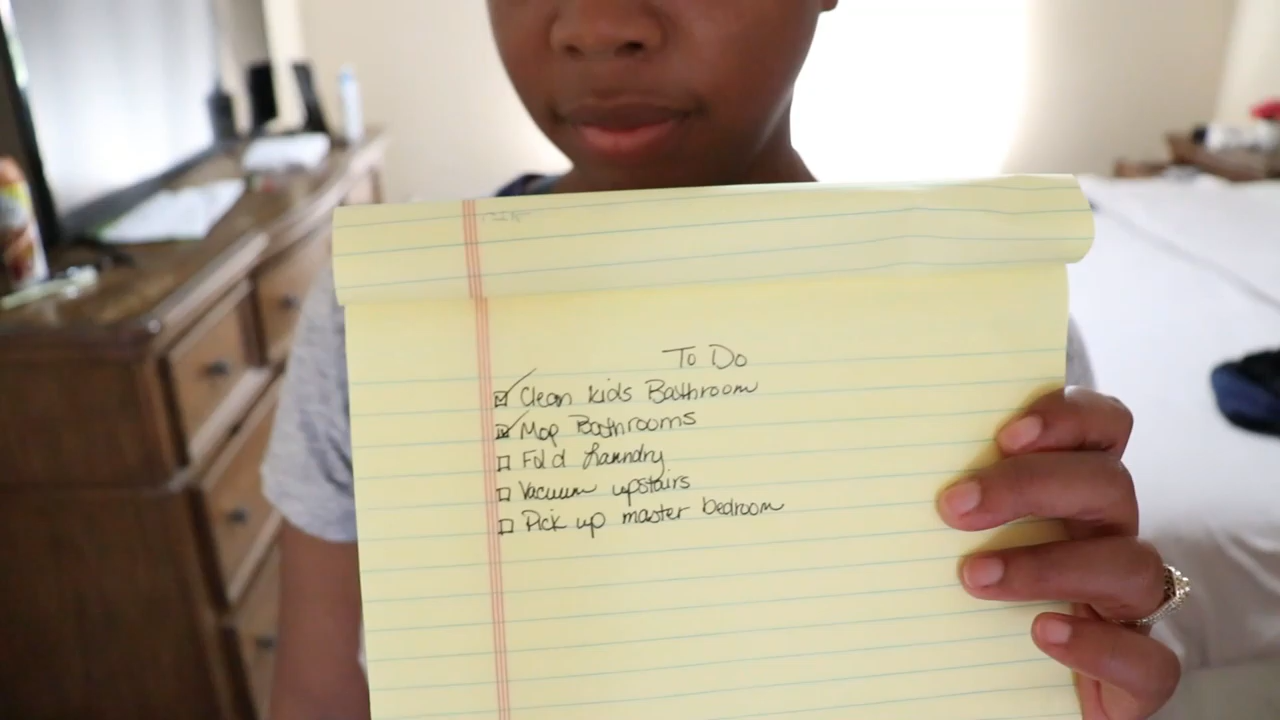 To Do
Clean kids Bathroom
Mop Bathrooms
Fold Laundry
Vacuum upstairs
Pick up master bedroom